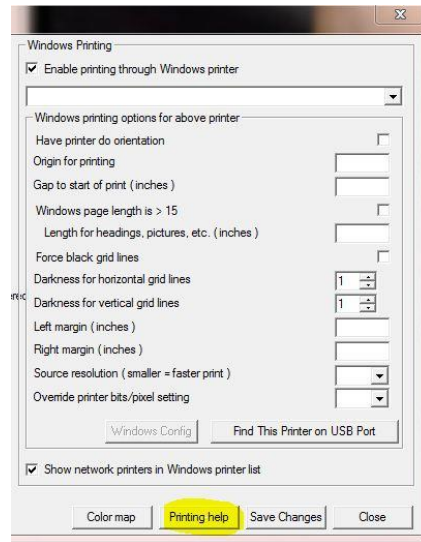 Windows Printing
Enable printing through Windows printer
Windows printing options for above printer
Have printer do orientation
Origin for printing
Gap to start of print (inches )
Windows page length is > 15
Length for headings, pictures, etc. (inches )
Force black grid lines
Darkness for horizontal grid lines 1
Darkness for vertical grid lines 1
Left margin (inches )
Right margin (inches )
Source resolution ( smaller = faster print )
Override printer bits/pixel setting
Windows Config Find This Printer on USB Port
Show network printers in Windows printer list
Color map Printing help Save Changes Close